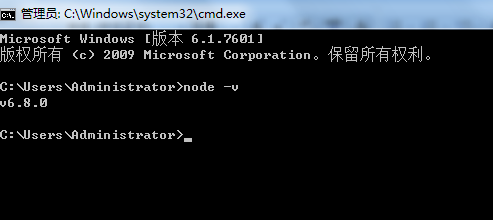 管理员: C:\Windows\system32\cmd.exe
Microsoft Windows [版本 6.1.7601]
版权所有 (c) 2009 Microsoft Corporation。保留所有权利。
C:\Users\Administrator>node -v
v6.8.0
C:\Users\Administrator>_